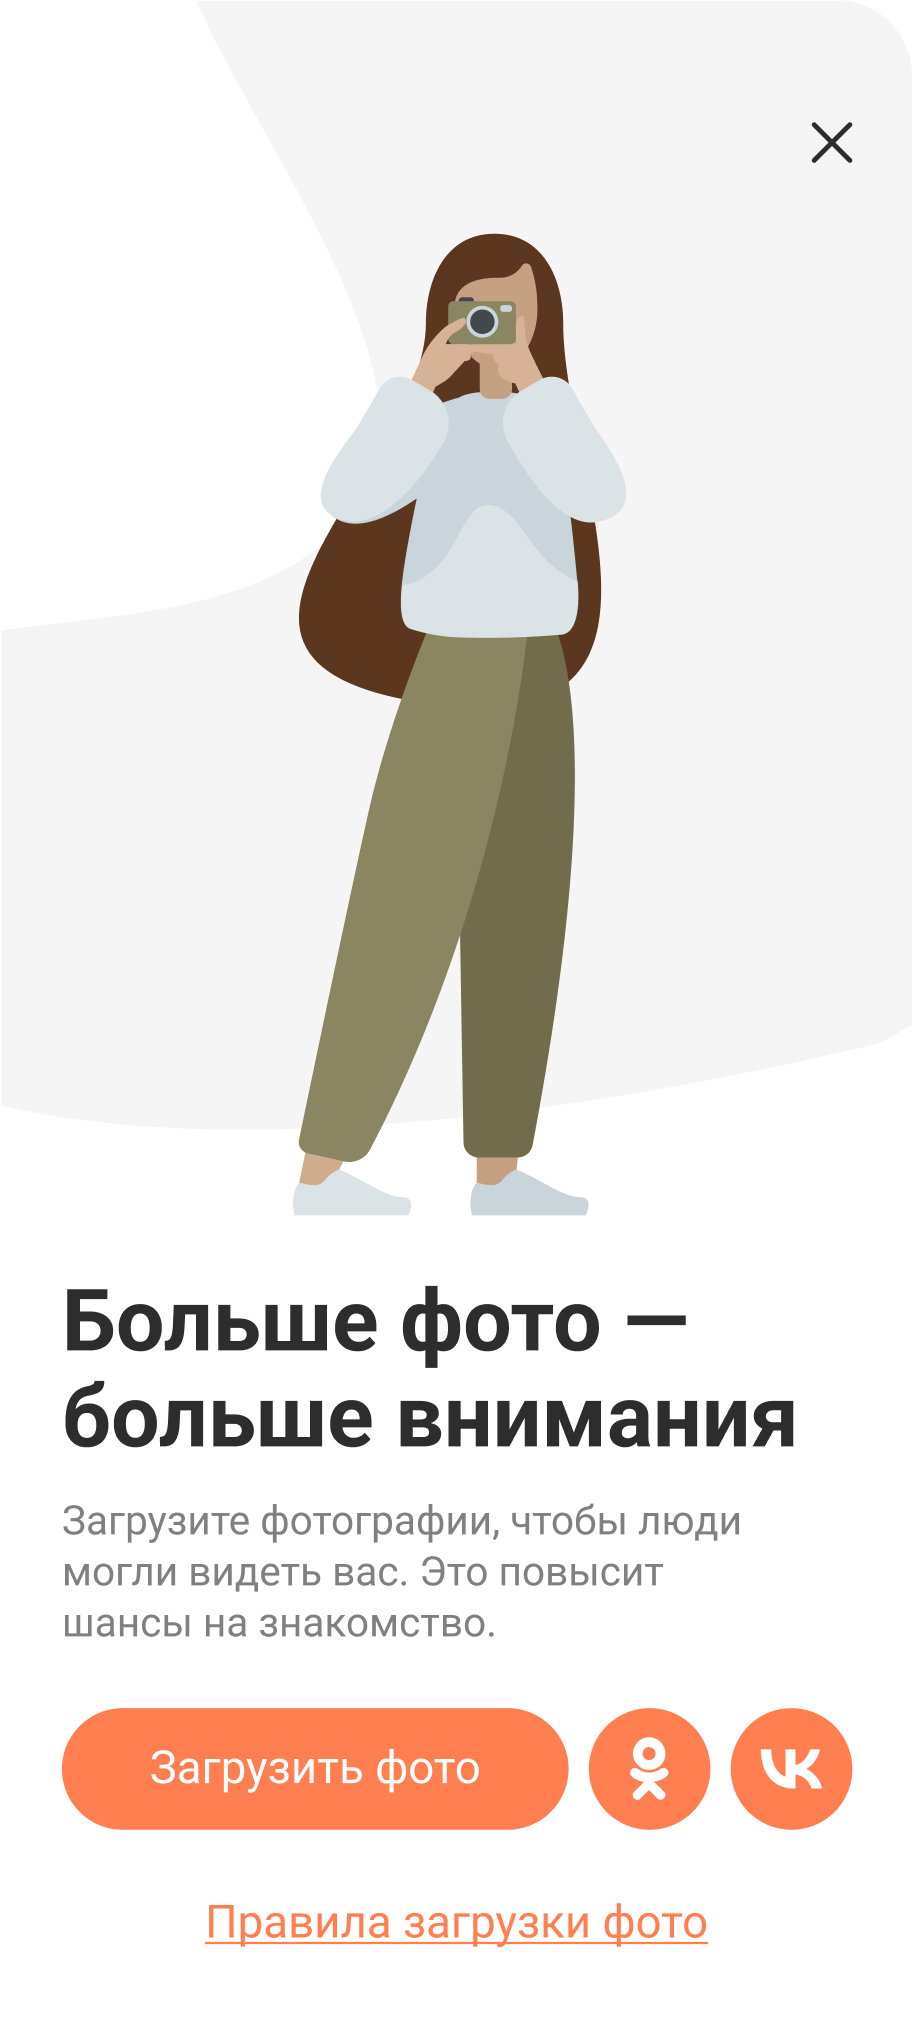 Больше фото —
больше внимания
Загрузите фотографии, чтобы люди
могли видеть вас. Это повысит
шансы на знакомство.
Загрузить фото
Правила загрузки фото